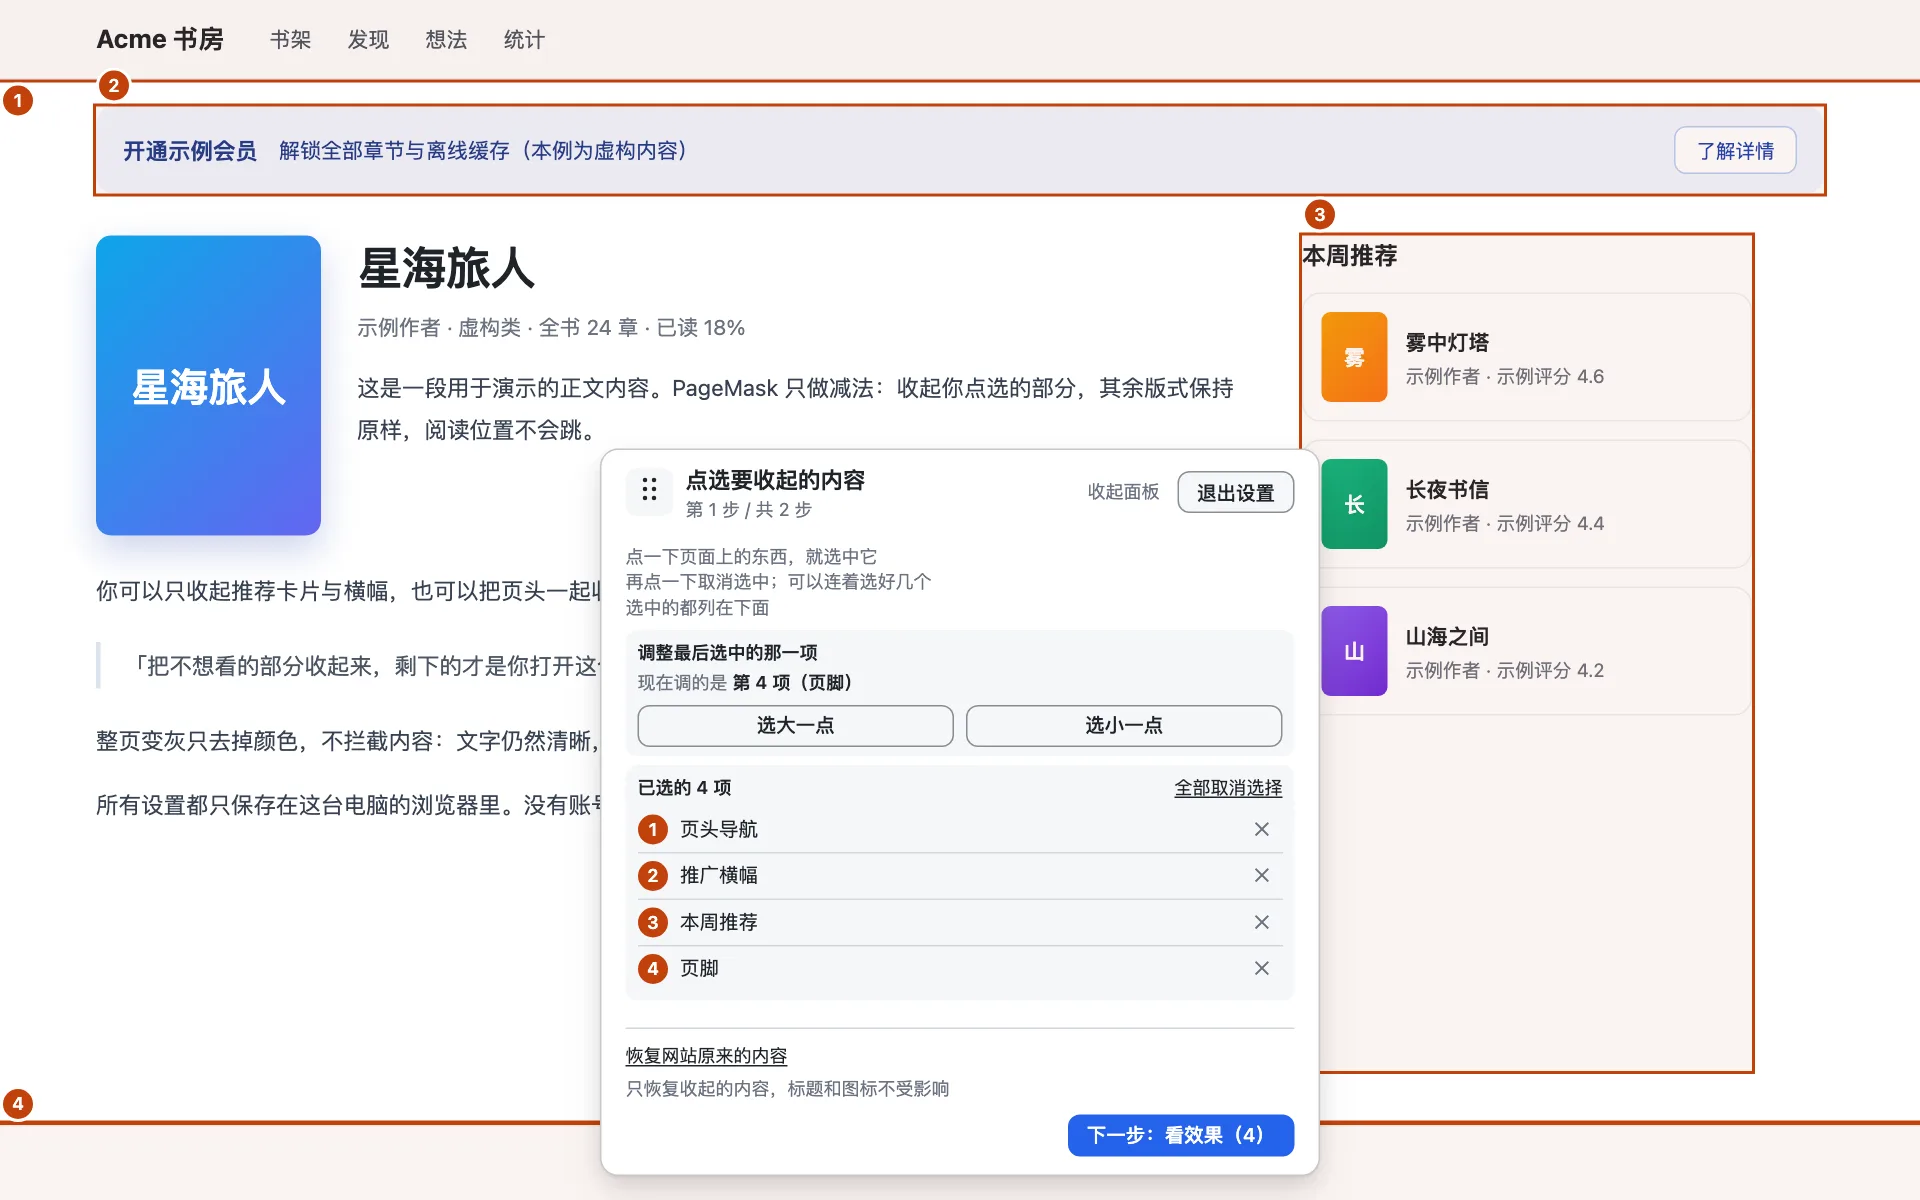 Acme 书房
书架
发现
想法
统计
1
2
开通示例会员 解锁全部章节与离线缓存（本例为虚构内容）
了解详情
星海旅人
星海旅人
示例作者 · 虚构类 · 全书 24 章 · 已读 18%
这是一段用于演示的正文内容。PageMask 只做减法：收起你点选的部分，其余版式保持
原样，阅读位置不会跳。
你可以只收起推荐卡片与横幅，也可以把页头一起
「把不想看的部分收起来，剩下的才是你打开这
整页变灰只去掉颜色，不拦截内容：文字仍然清晰，
所有设置都只保存在这台电脑的浏览器里。没有账
3
本周推荐
雾
雾中灯塔
示例作者 · 示例评分 4.6
长
长夜书信
示例作者 · 示例评分 4.4
山
山海之间
示例作者 · 示例评分 4.2
点选要收起的内容
第 1 步 / 共 2 步
收起面板
退出设置
点一下页面上的东西，就选中它
再点一下取消选中；可以连着选好几个
选中的都列在下面
调整最后选中的那一项
现在调的是 第 4 项（页脚）
选大一点
选小一点
已选的 4 项
全部取消选择
1 页头导航
2 推广横幅
3 本周推荐
4 页脚
恢复网站原来的内容
只恢复收起的内容，标题和图标不受影响
下一步：看效果（4）
4